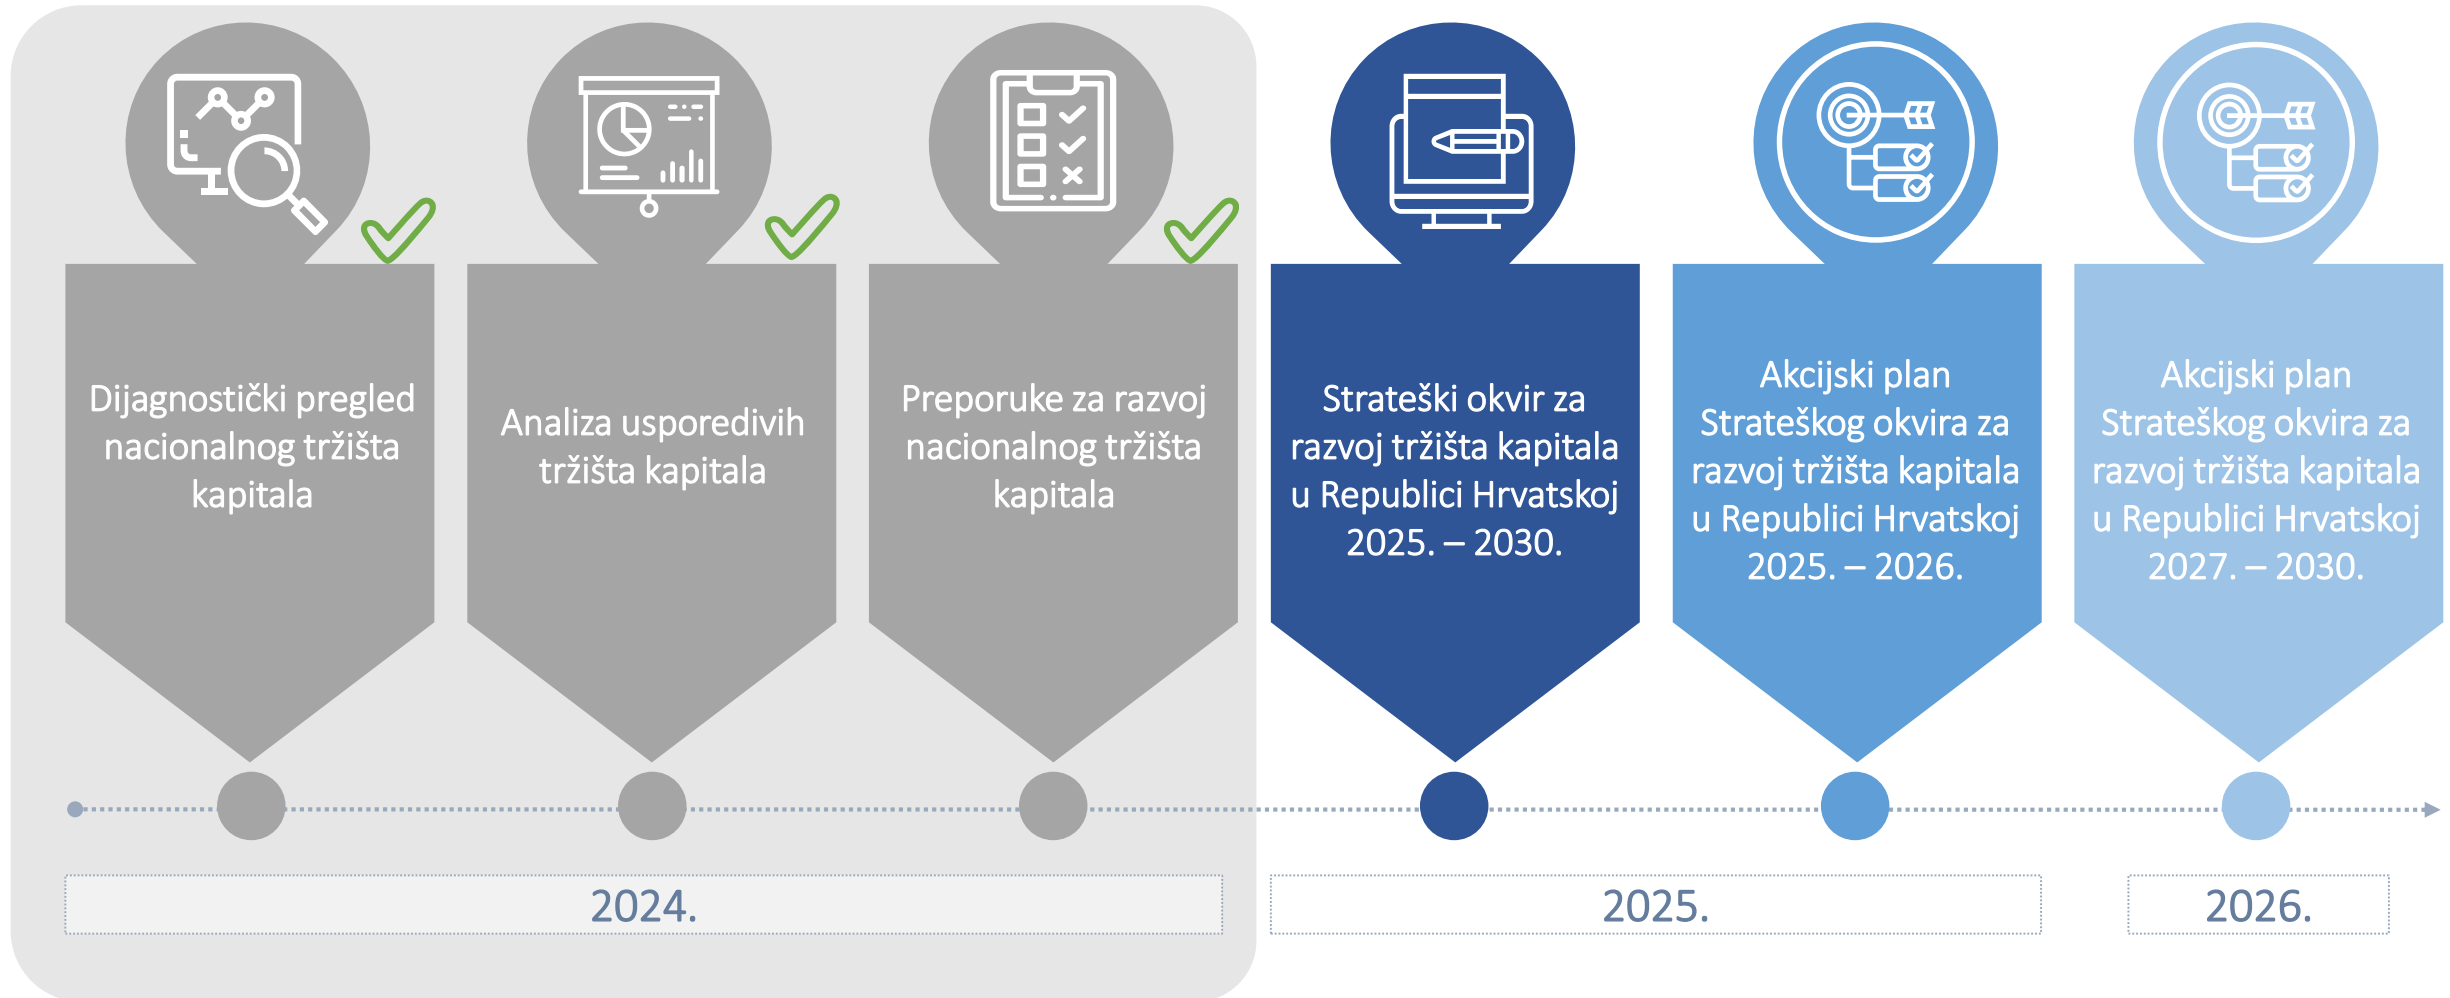 Dijagnostički pregled
nacionalnog tržišta
kapitala
Analiza usporedivih
tržišta kapitala
Preporuke za razvoj
nacionalnog tržišta
kapitala
Strateški okvir za
razvoj tržišta kapitala
u Republici Hrvatskoj
2025. – 2030.
Akcijski plan
Strateškog okvira za
razvoj tržišta kapitala
u Republici Hrvatskoj
2025. – 2026.
Akcijski plan
Strateškog okvira za
razvoj tržišta kapitala
u Republici Hrvatskoj
2027. – 2030.
2024.
2025.
2026.